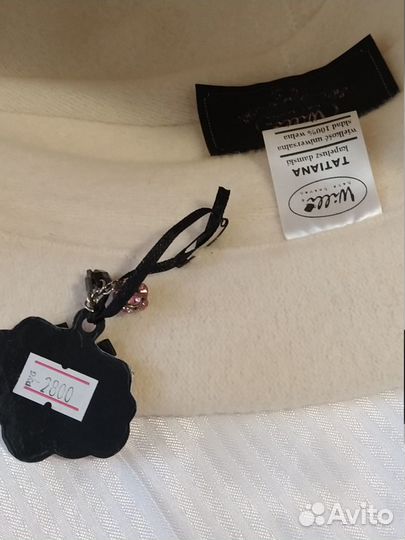 Willi
TATIANA
kapelusz damski
wielkość uniwersalna
skład 100% wełna
2800
Avito